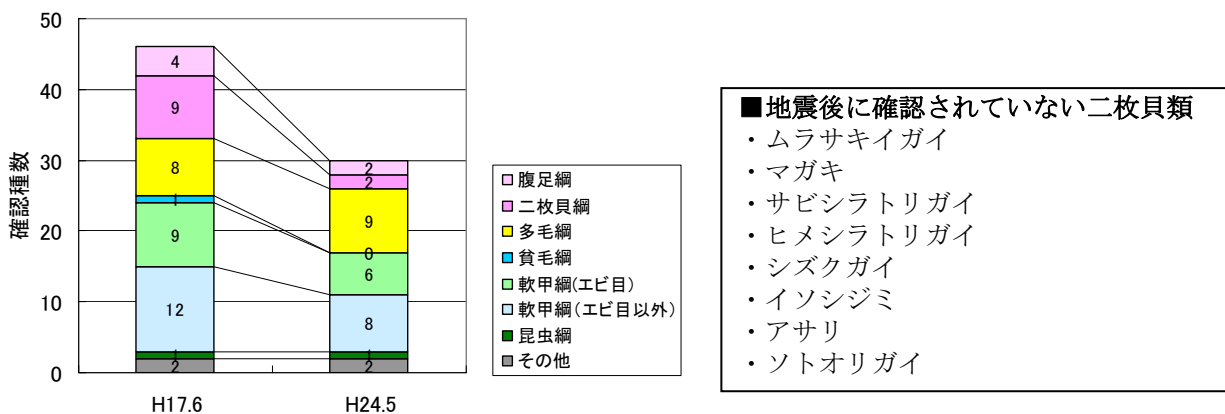 50
40
30
20
10
0
確認種数
4
9
8
1
9
12
1
2
2
2
9
0
6
8
1
2
H17.6
H24.5
腹足綱
二枚貝綱
多毛綱
貧毛綱
軟甲綱(エビ目)
軟甲綱(エビ目以外)
昆虫綱
その他
■地震後に確認されていない二枚貝類
・ムラサキイガイ
・マガキ
・サビシラトリガイ
・ヒメシラトリガイ
・シズクガイ
・イソシジミ
・アサリ
・ソトオリガイ